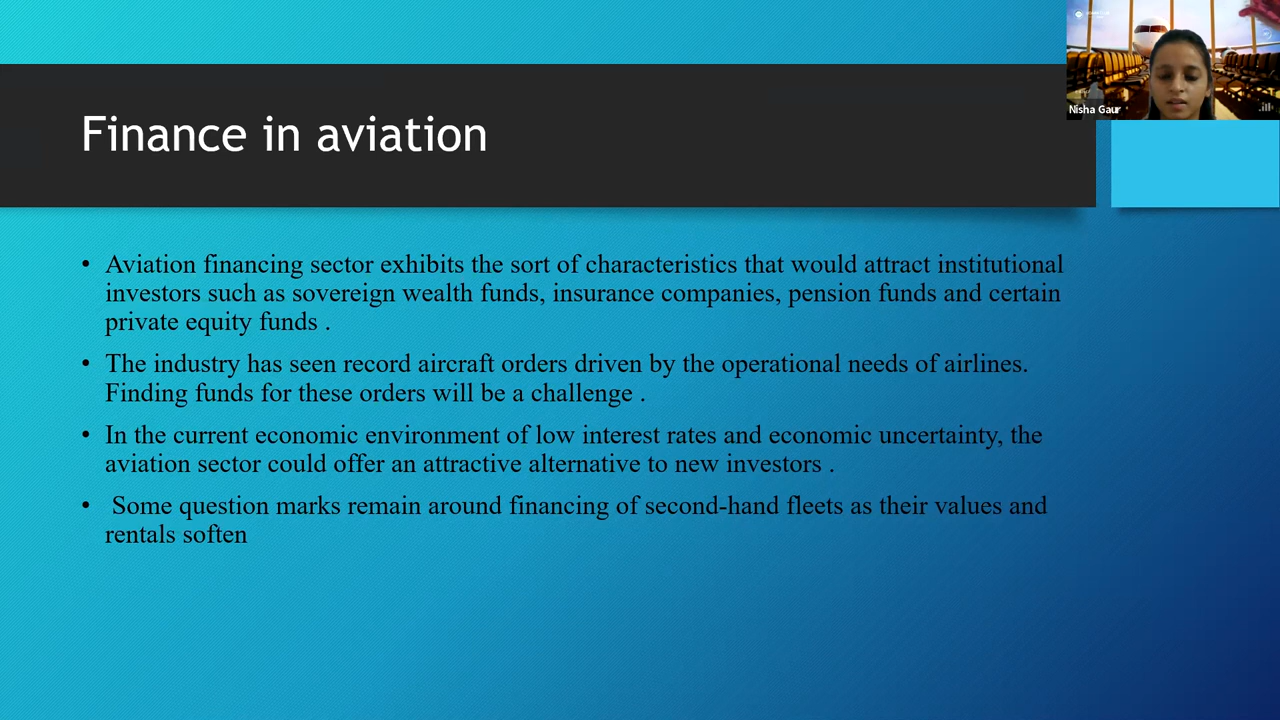 Nisha Gaur
Finance in aviation
• Aviation financing sector exhibits the sort of characteristics that would attract institutional
investors such as sovereign wealth funds, insurance companies, pension funds and certain
private equity funds .
• The industry has seen record aircraft orders driven by the operational needs of airlines.
Finding funds for these orders will be a challenge .
• In the current economic environment of low interest rates and economic uncertainty, the
aviation sector could offer an attractive alternative to new investors .
• Some question marks remain around financing of second-hand fleets as their values and
rentals soften